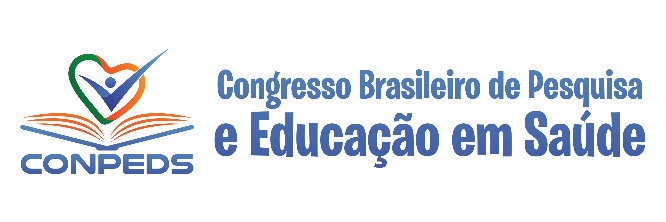 CONPEDS
Congresso Brasileiro de Pesquisa
e Educação em Saúde